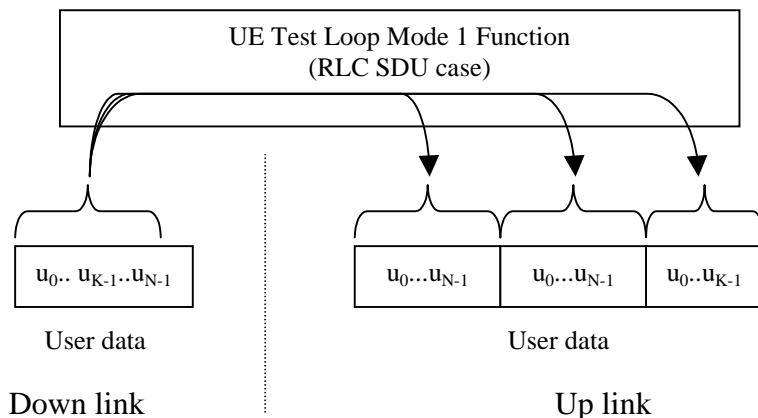 UE Test Loop Mode 1 Function
(RLC SDU case)
u0.. uK-1..uN-1
u0...uN-1
u0...uN-1
u0..uK-1
User data
User data
Down link
Up link